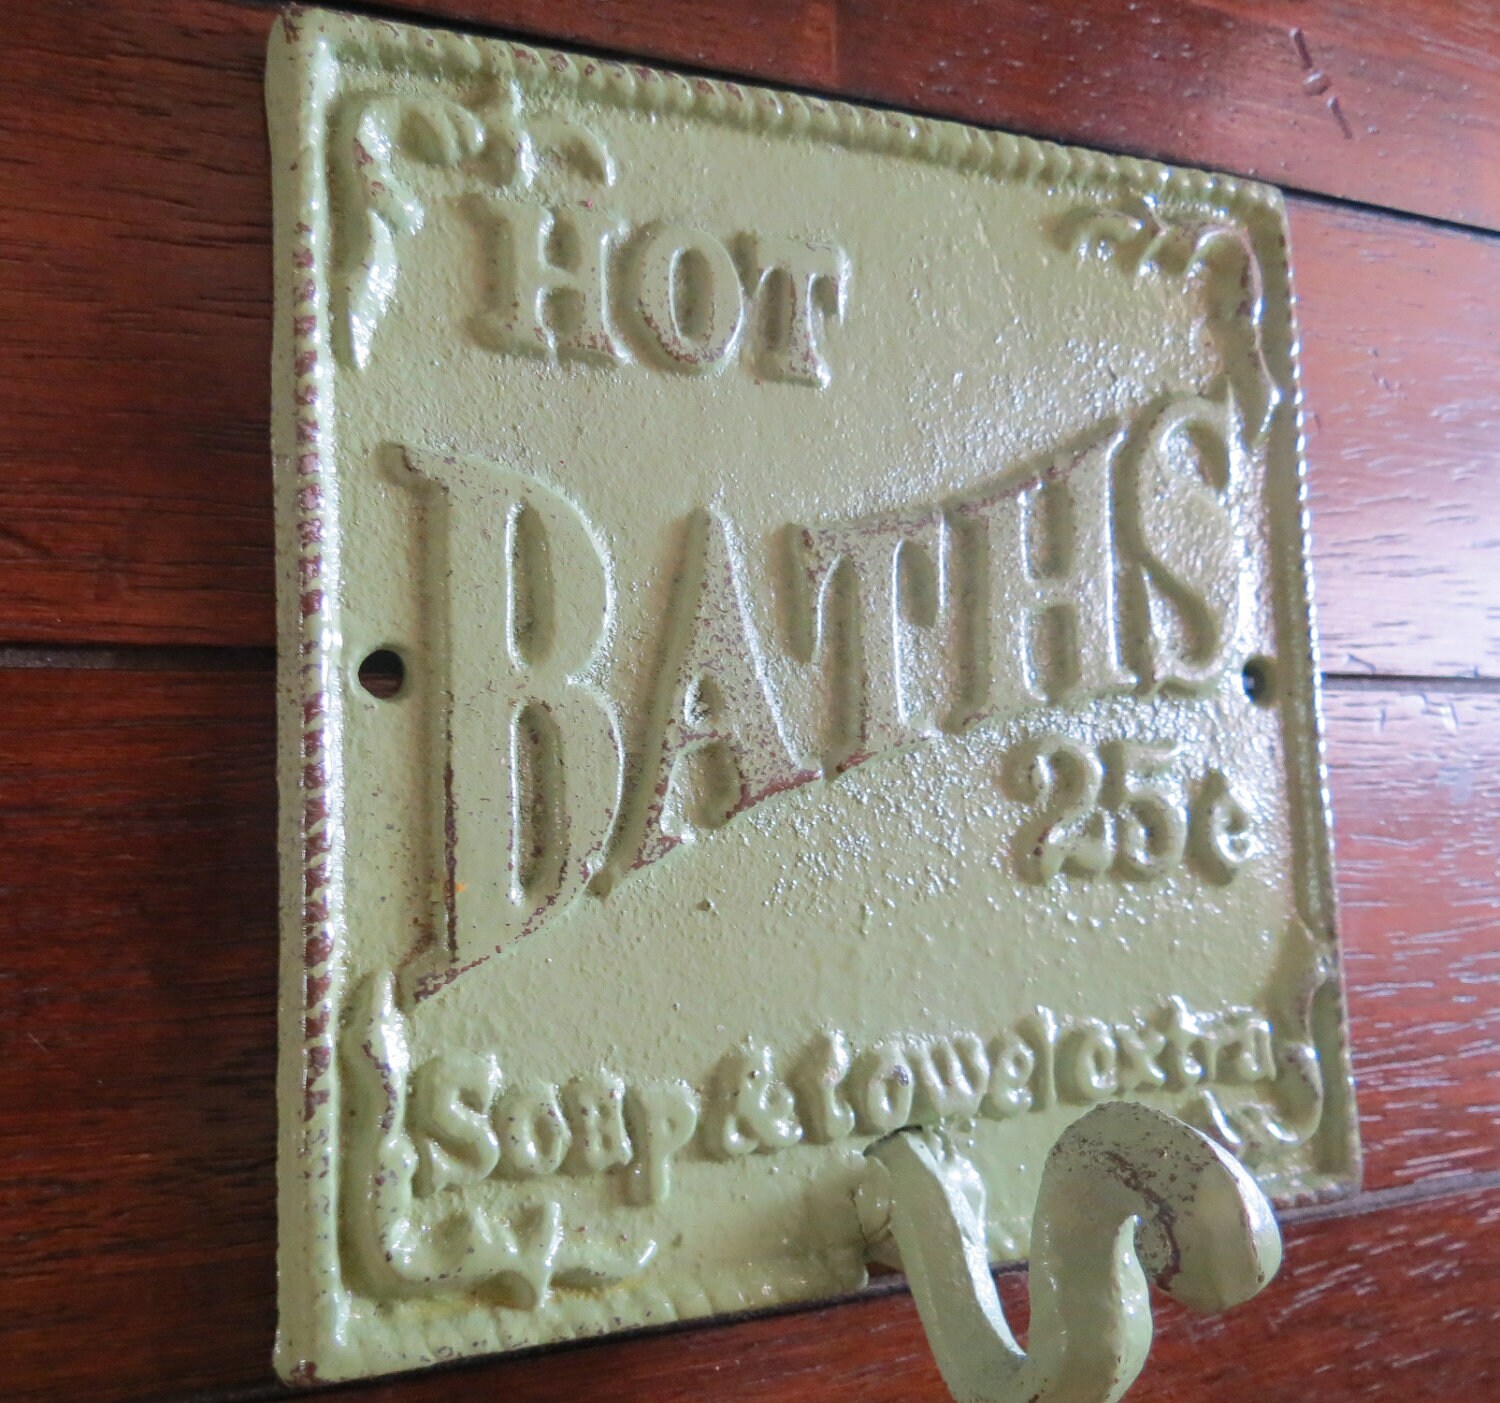 HOT
BATHS
25¢
Soap & towel extra